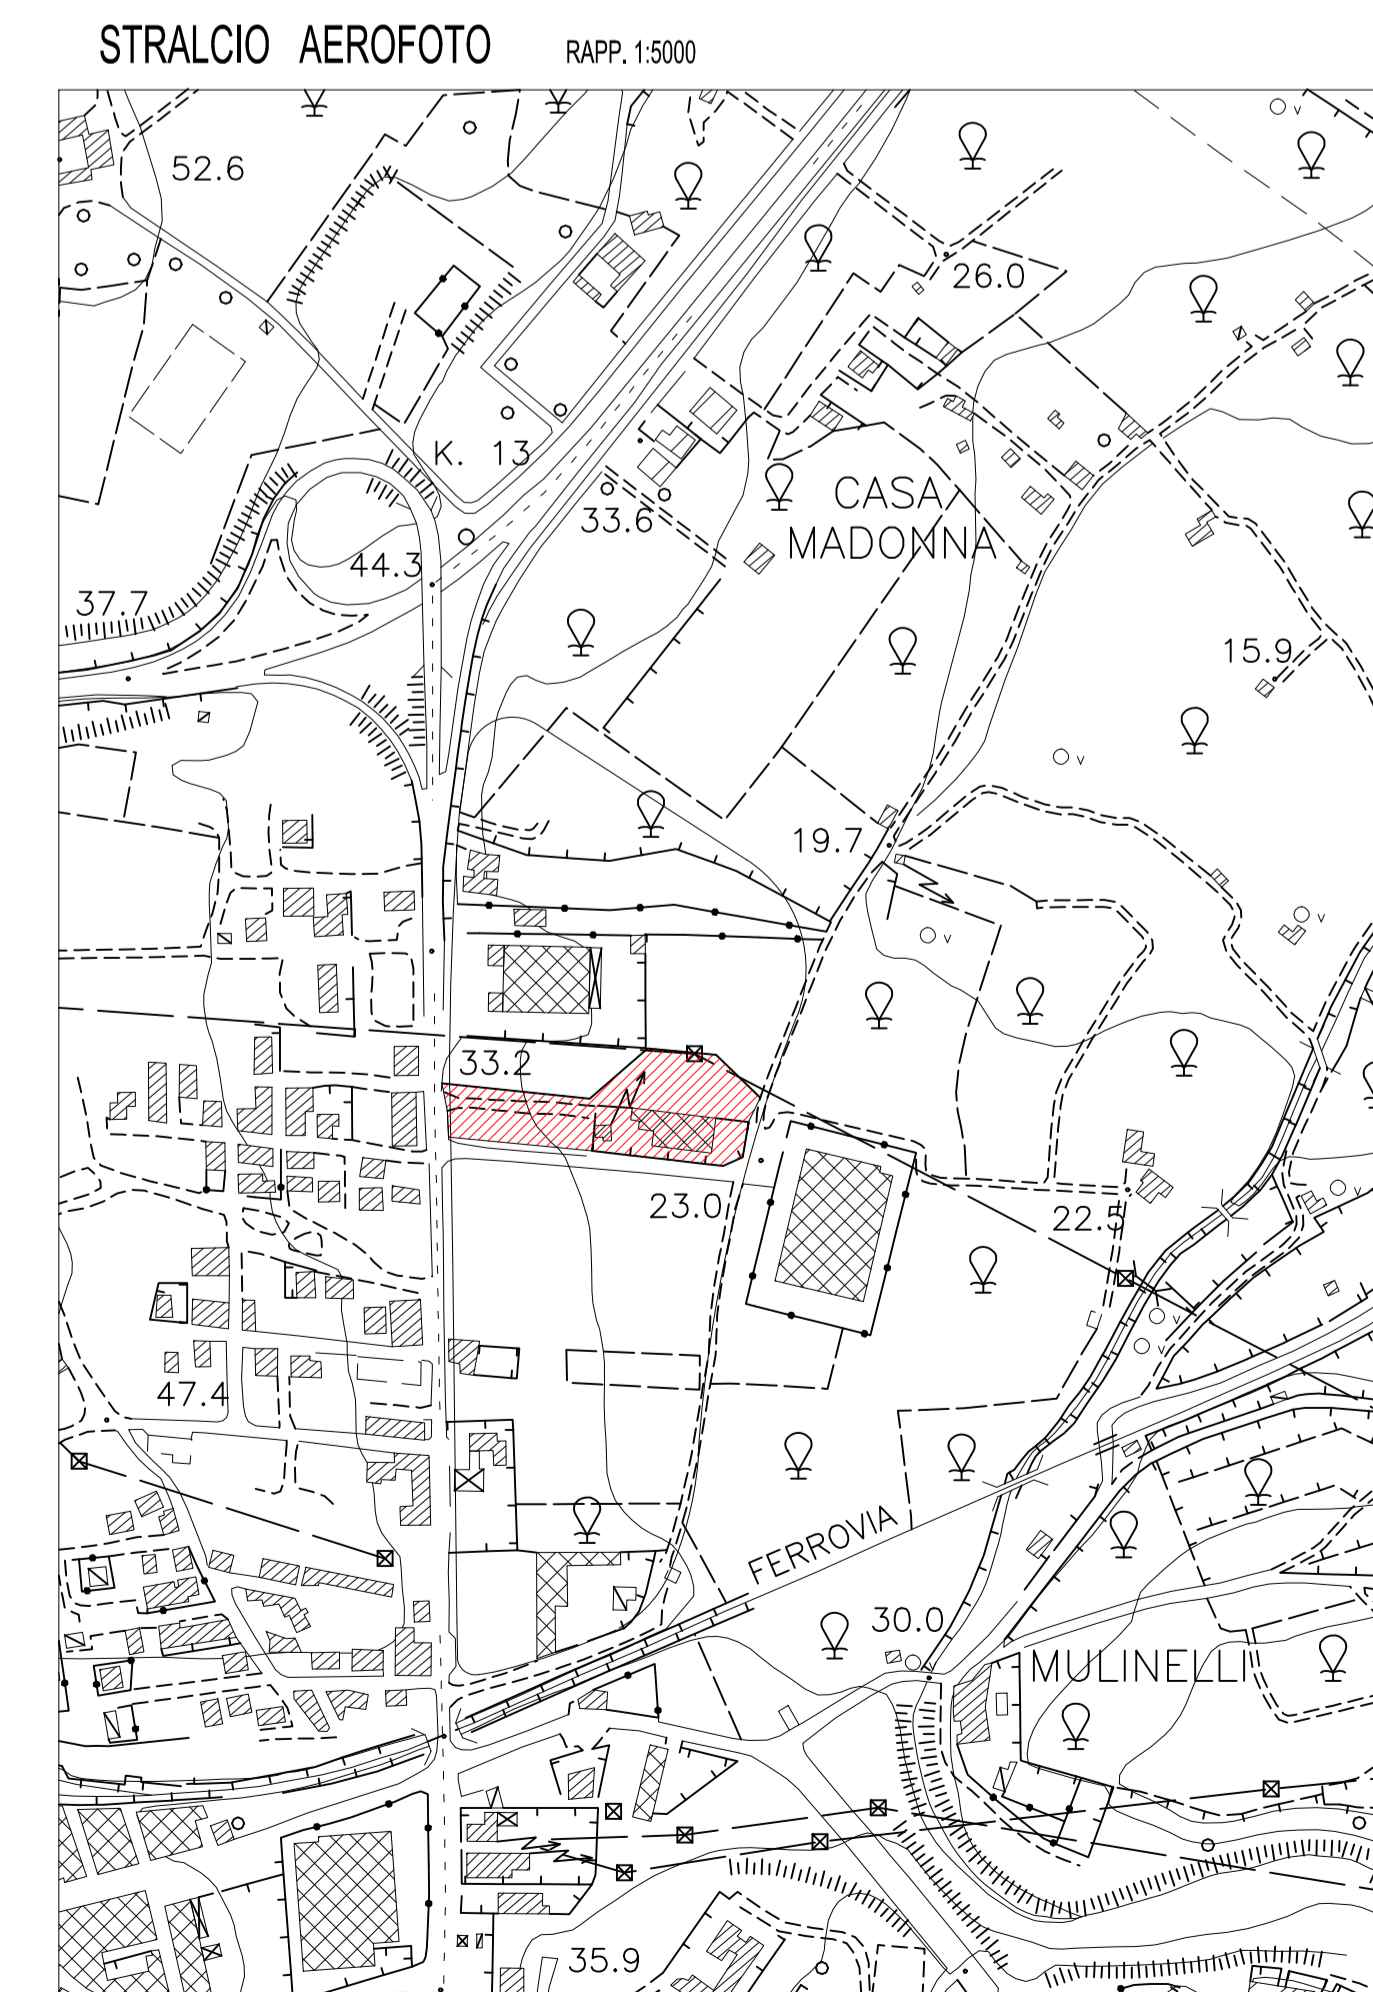 STRALCIO AEROFOTO RAPP. 1:5000
52.6
26.0
K. 13
CASA
MADONNA
33.6
44.3
37.7
15.9
v
19.7
v
v
33.2
23.0
22.5
v
v
v
47.4
FERROVIA
30.0
MULINELLI
35.9
v